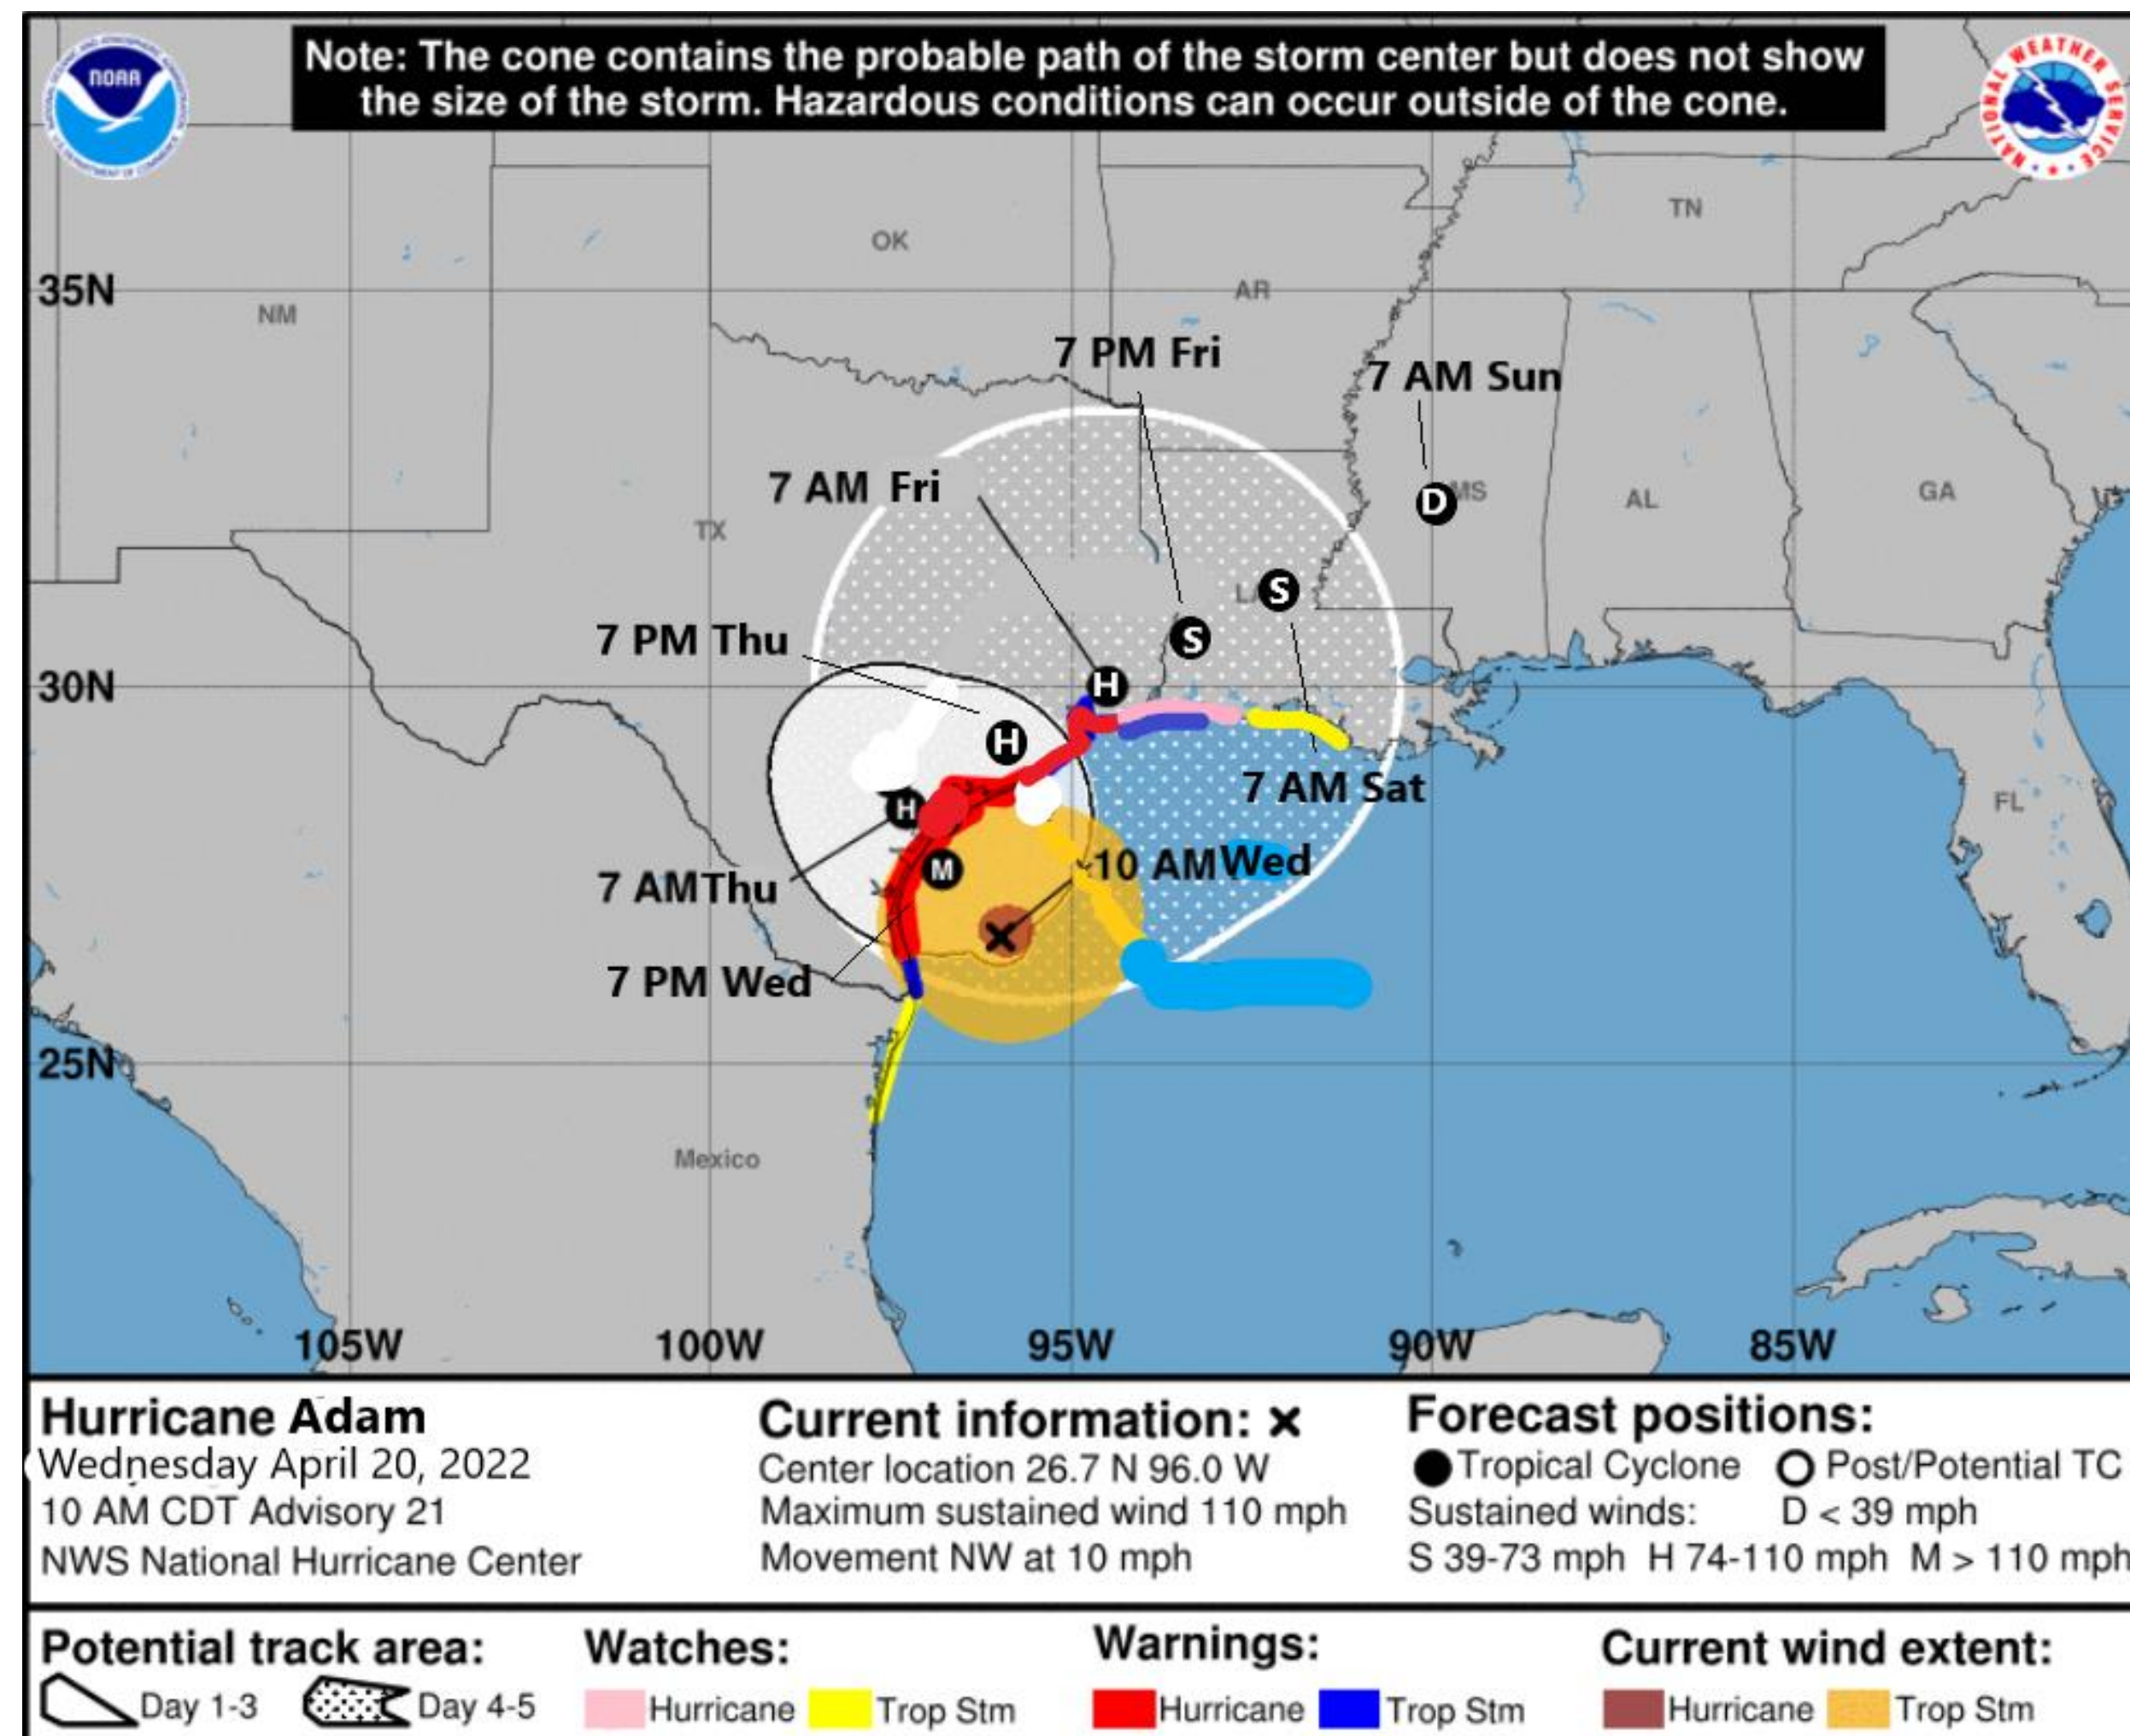 NOAA
Note: The cone contains the probable path of the storm center but does not show
the size of the storm. Hazardous conditions can occur outside of the cone.
NATIONAL WEATHER SERVICE
TN
OK
35N
AR
NM
7 PM Fri
7 AM Sun
7 AM Fri
D
MS
AL
GA
TX
LA
S
7 PM Thu
S
30N
H
H
7 AM Sat
FL
H
10 AM Wed
M
7 AM Thu
7 PM Wed
25N
Mexico
105W
100W
95W
90W
85W
Hurricane Adam
Wednesday April 20, 2022
10 AM CDT Advisory 21
NWS National Hurricane Center
Current information: x
Center location 26.7 N 96.0 W
Maximum sustained wind 110 mph
Movement NW at 10 mph
Forecast positions:
Tropical Cyclone Post/Potential TC
Sustained winds: D < 39 mph
S 39-73 mph H 74-110 mph M > 110 mph
Potential track area:
Day 1-3 Day 4-5
Watches:
Hurricane Trop Stm
Warnings:
Hurricane Trop Stm
Current wind extent:
Hurricane Trop Stm